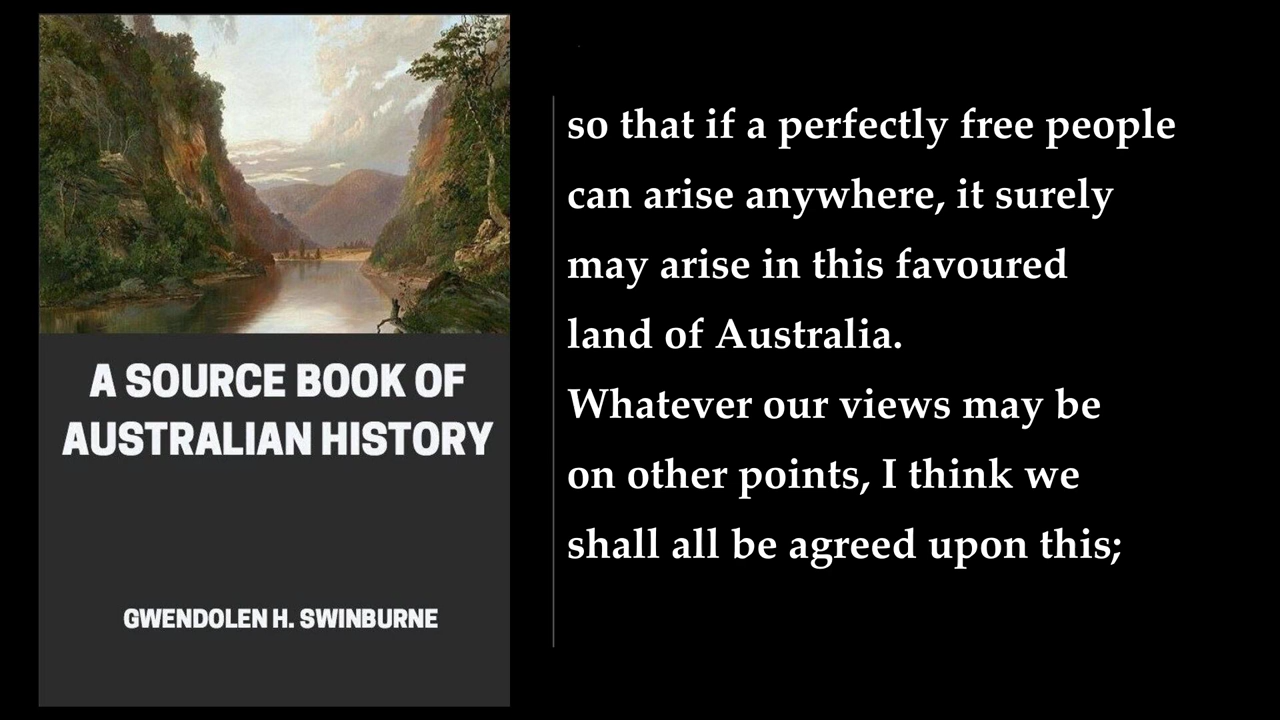 A SOURCE BOOK OF
AUSTRALIAN HISTORY
GWENDOLEN H. SWINBURNE
so that if a perfectly free people
can arise anywhere, it surely
may arise in this favoured
land of Australia.
Whatever our views may be
on other points, I think we
shall all be agreed upon this;